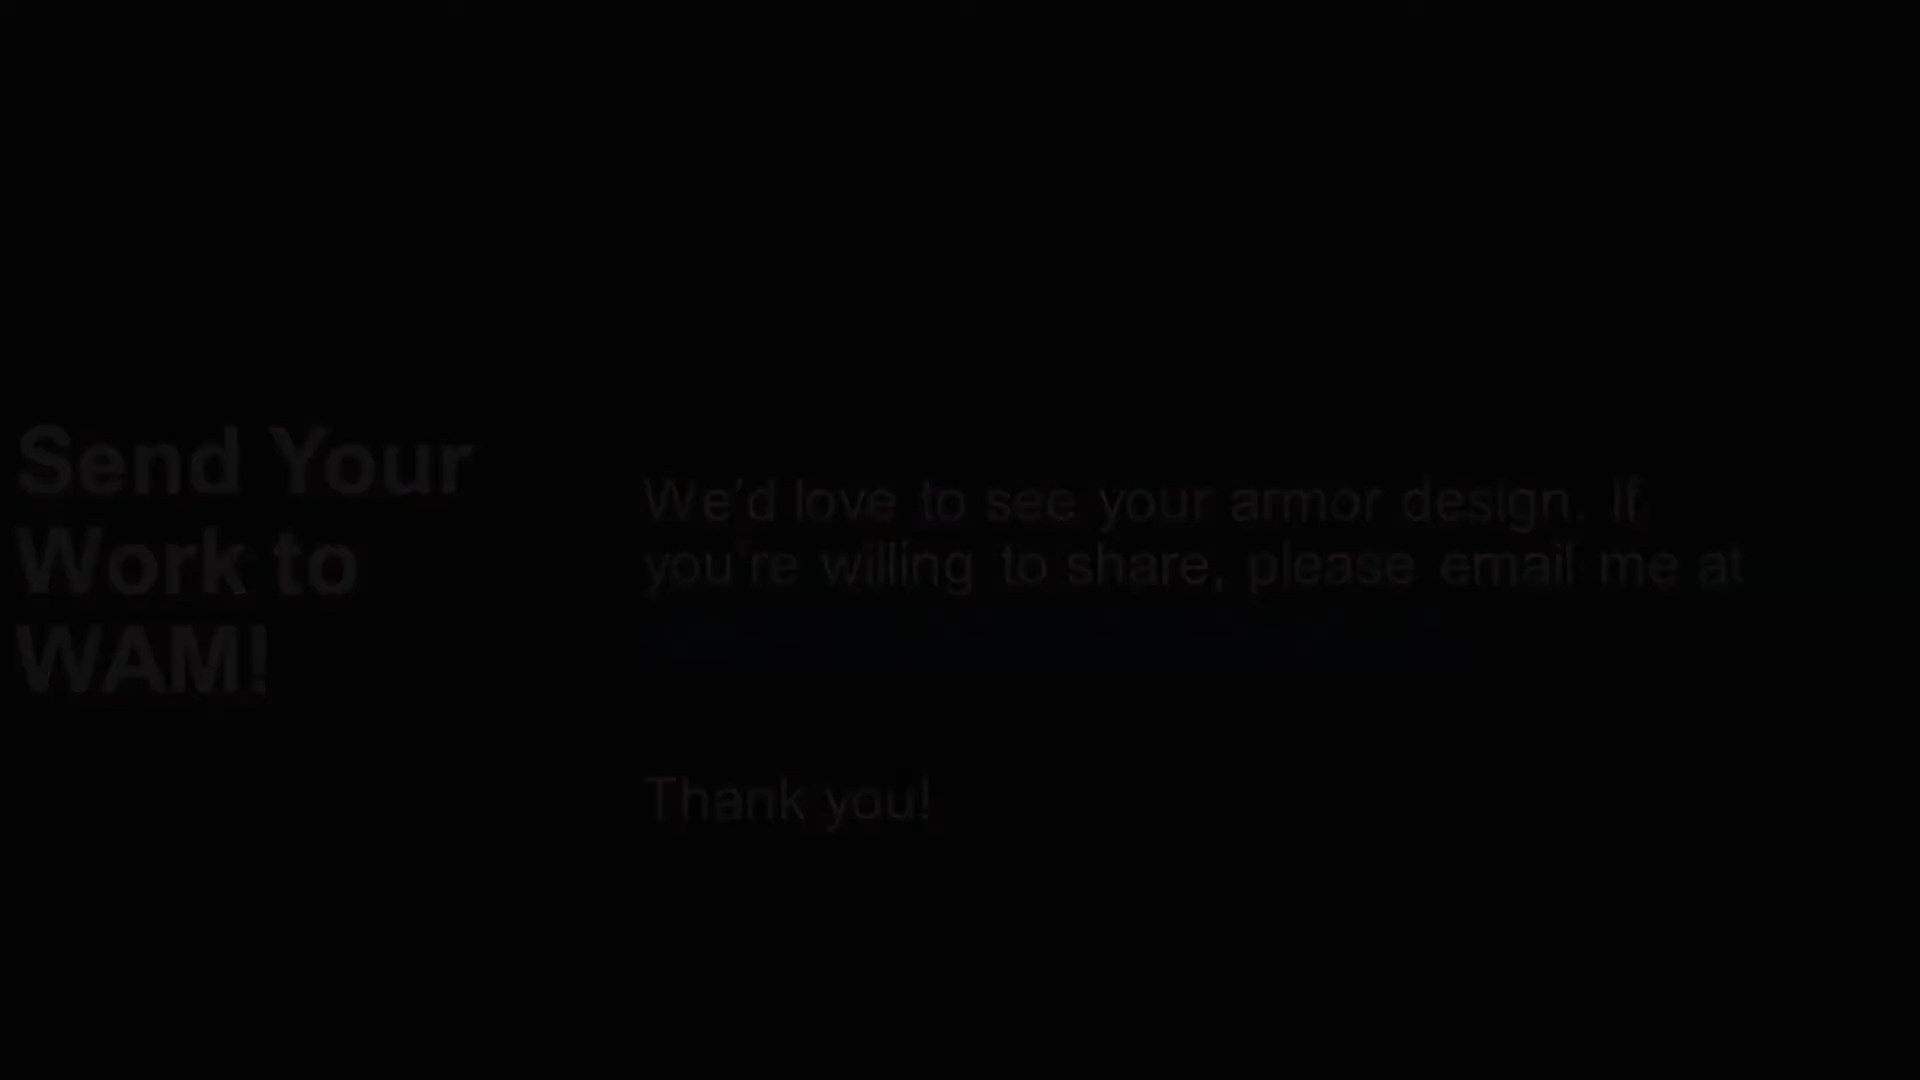 Send Your
Work to
WAM!
We'd love to see your armor design. If
you're willing to share, please email me at
Thank you!